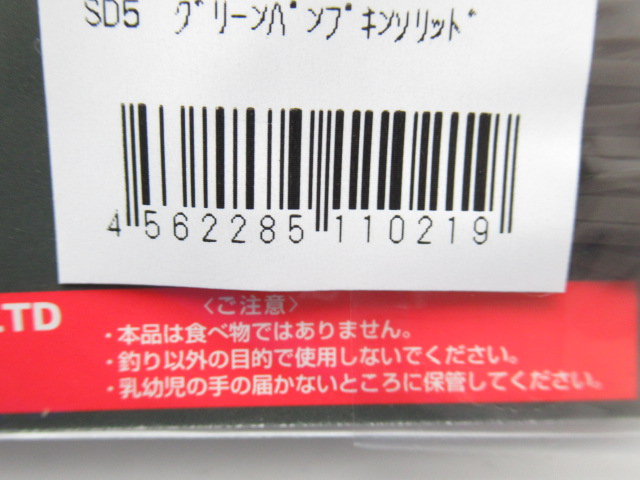 SD5 グリーンパンプキンソリッド
4 562285 110219
LTD
〈ご注意〉
・本品は食べ物ではありません。
・釣り以外の目的で使用しないでください。
・乳幼児の手の届かないところに保管してください。